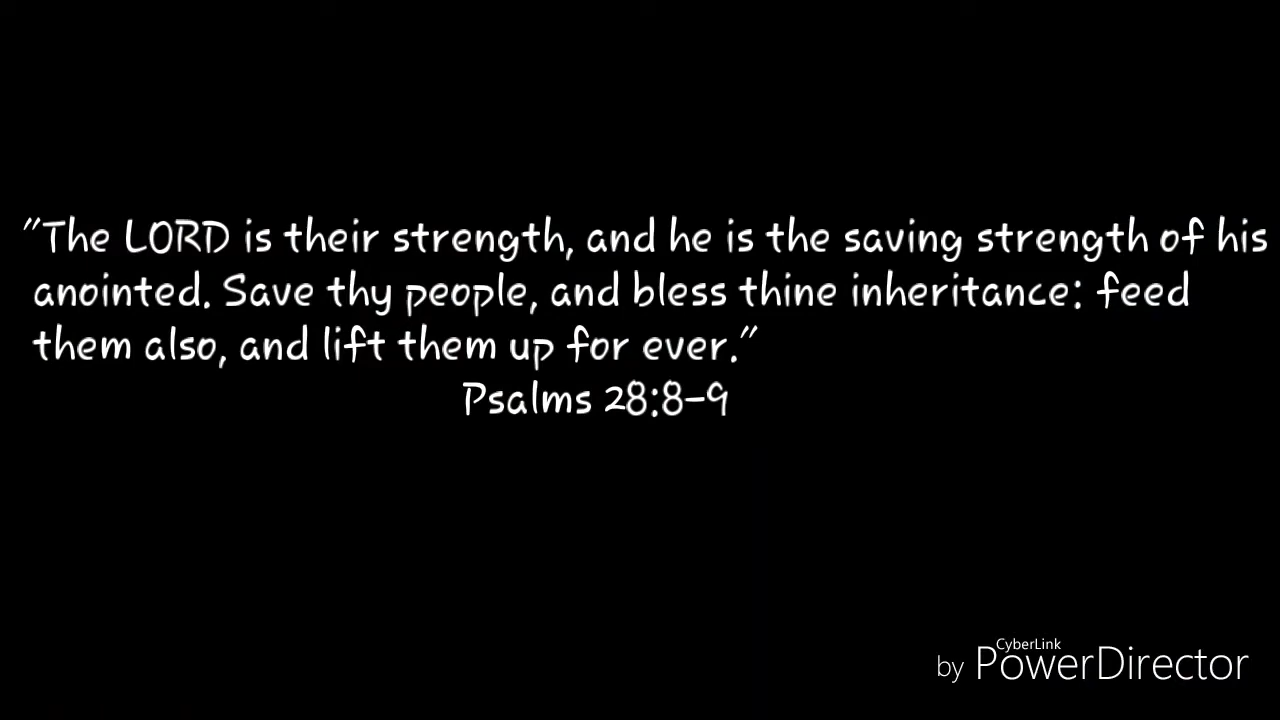 "The LORD is their strength, and he is the saving strength of his
anointed. Save thy people, and bless thine inheritance: feed
them also, and lift them up for ever."
Psalms 28:8-9
CyberLink
by PowerDirector